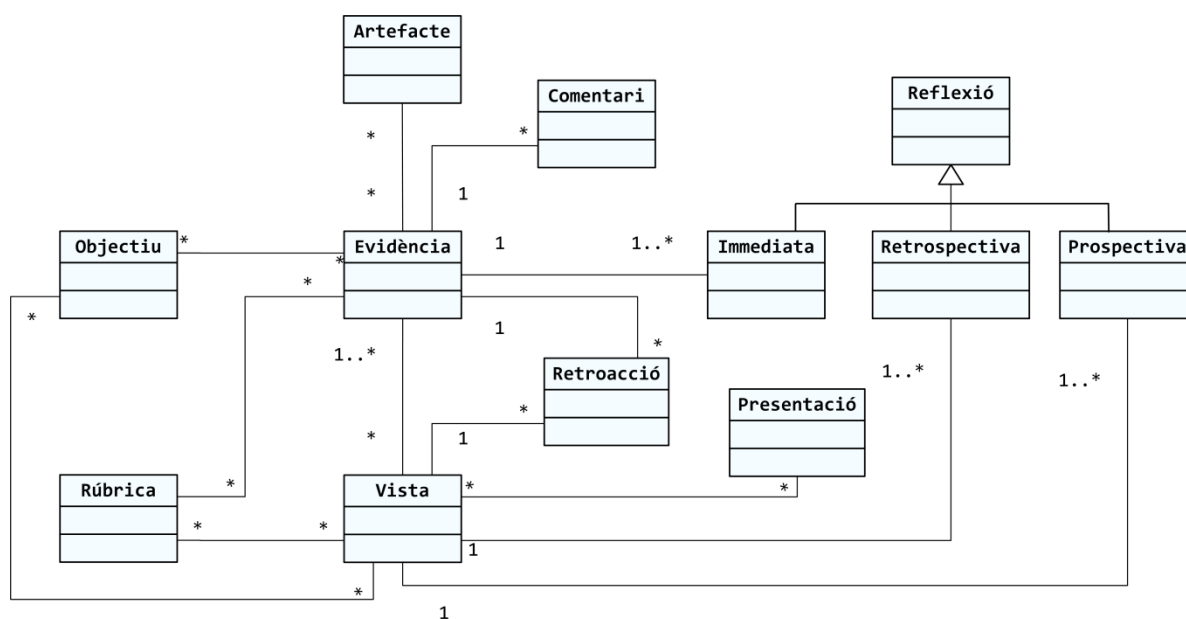 Artefacte
Comentari
Reflexió
*
*
*
1
Objectiu
*
Evidència
*
1
1..*
Immediata
Retrospectiva
Prospectiva
*
*
1
*
1..*
Retroacció
1..*
1..*
Presentació
*
*
1
Rúbrica
*
Vista
*
*
*
*
1
*
1